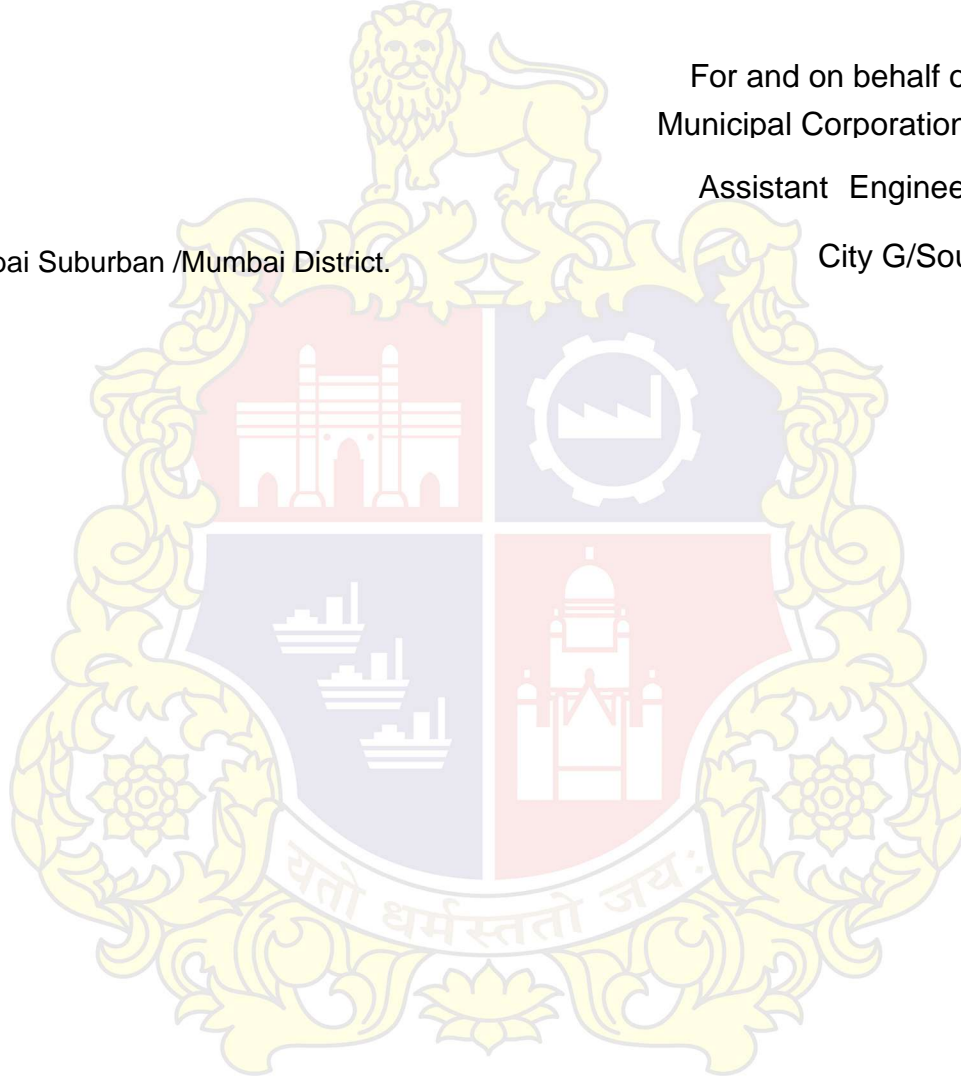 For and on behalf o
Municipal Corporation
Assistant Enginee
bai Suburban /Mumbai District.
City G/Sou
यतो धर्मस्ततो जयः